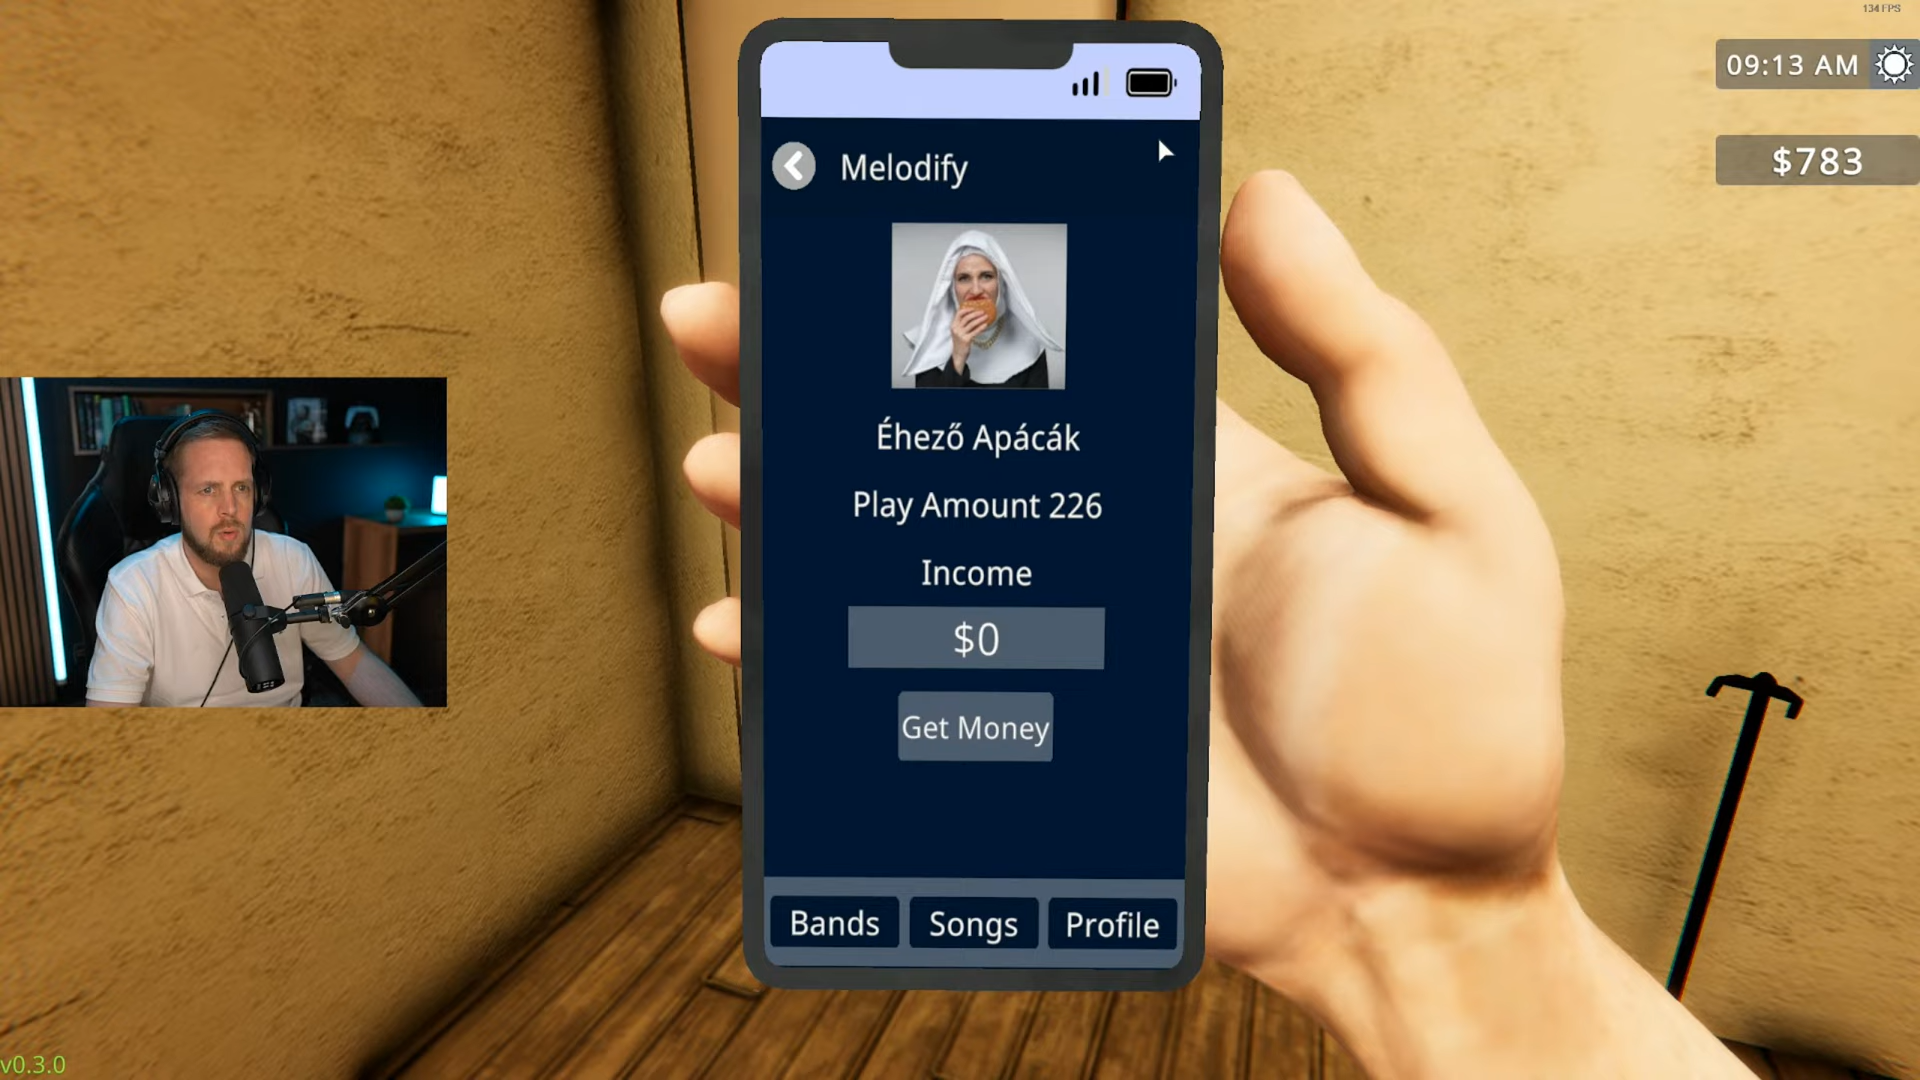 134 FPS
09:13 AM
$783
Melodify
Éhező Apácák
Play Amount 226
Income
$0
Get Money
Bands
Songs
Profile
v0.3.0